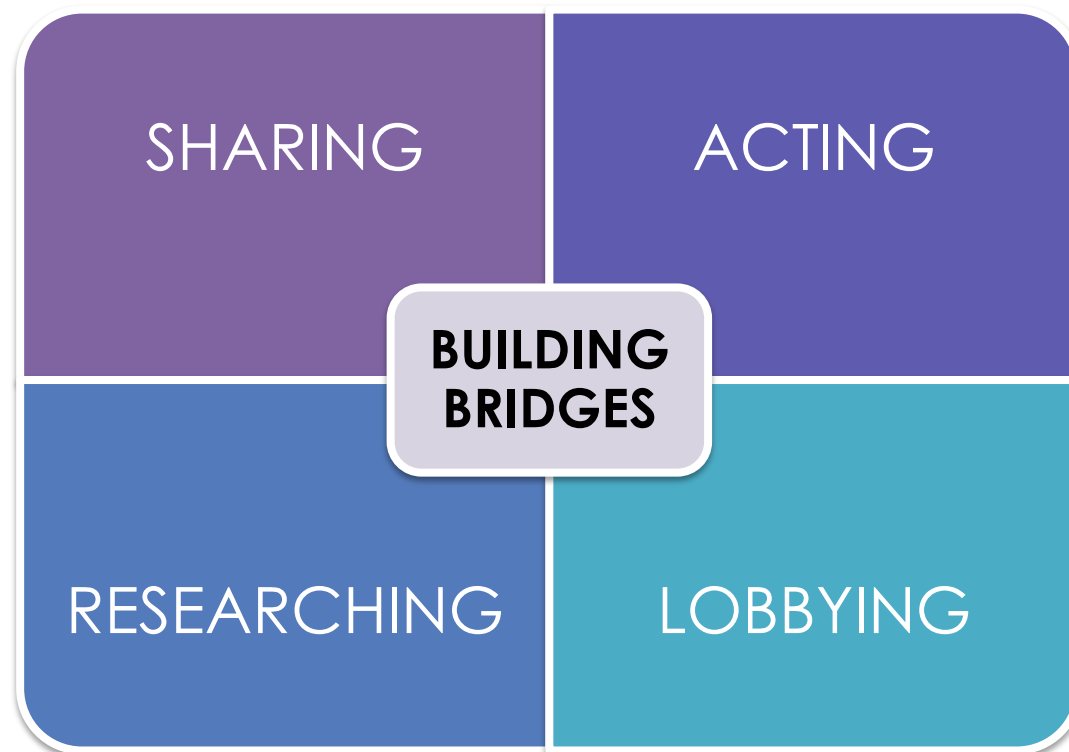 SHARING
ACTING
BUILDING
BRIDGES
RESEARCHING
LOBBYING